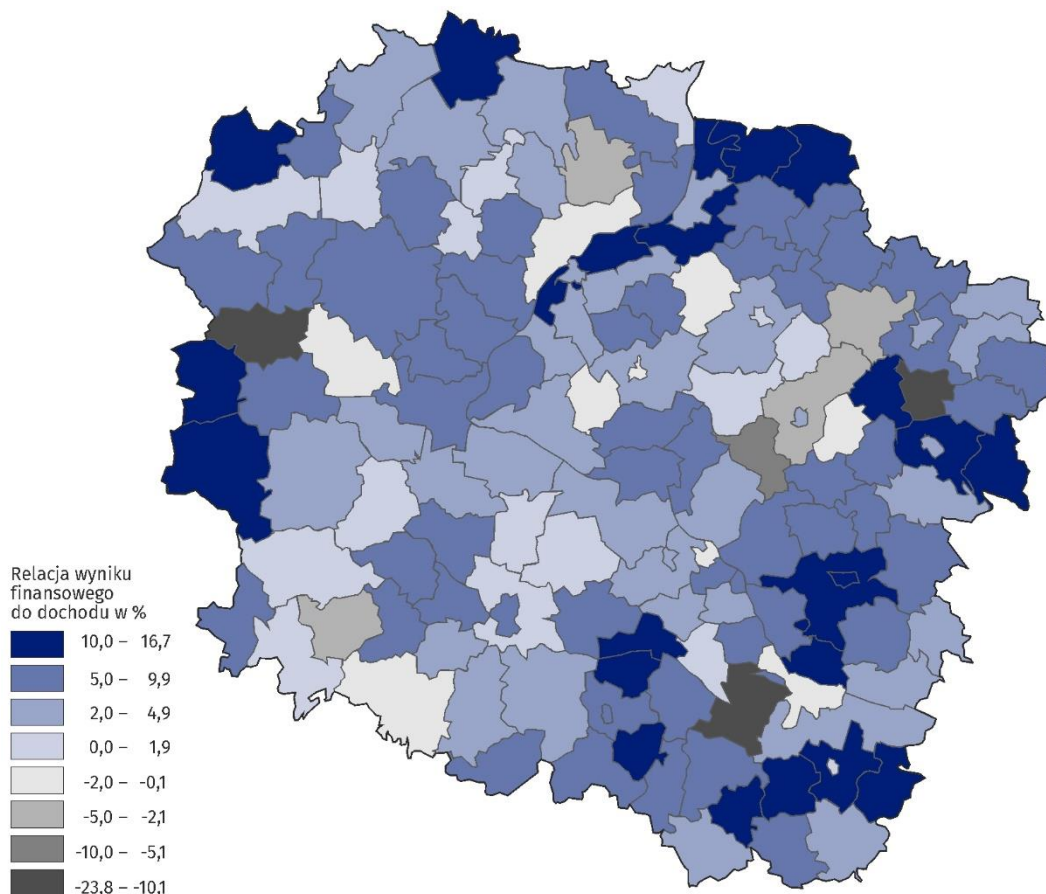 Relacja wyniku
finansowego
do dochodu w %
10,0 – 16,7
5,0 – 9,9
2,0 – 4,9
0,0 – 1,9
-2,0 – -0,1
-5,0 – -2,1
-10,0 – -5,1
-23,8 – -10,1